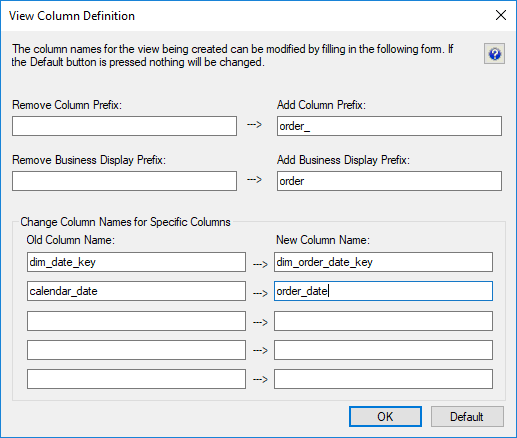 View Column Definition
The column names for the view being created can be modified by filling in the following form. If
the Default button is pressed nothing will be changed.
Remove Column Prefix: Add Column Prefix:
---> order_
Remove Business Display Prefix: Add Business Display Prefix:
---> order
Change Column Names for Specific Columns
Old Column Name: New Column Name:
dim_date_key ---> dim_order_date_key
calendar_date ---> order_date
--->
--->
--->
OK Default